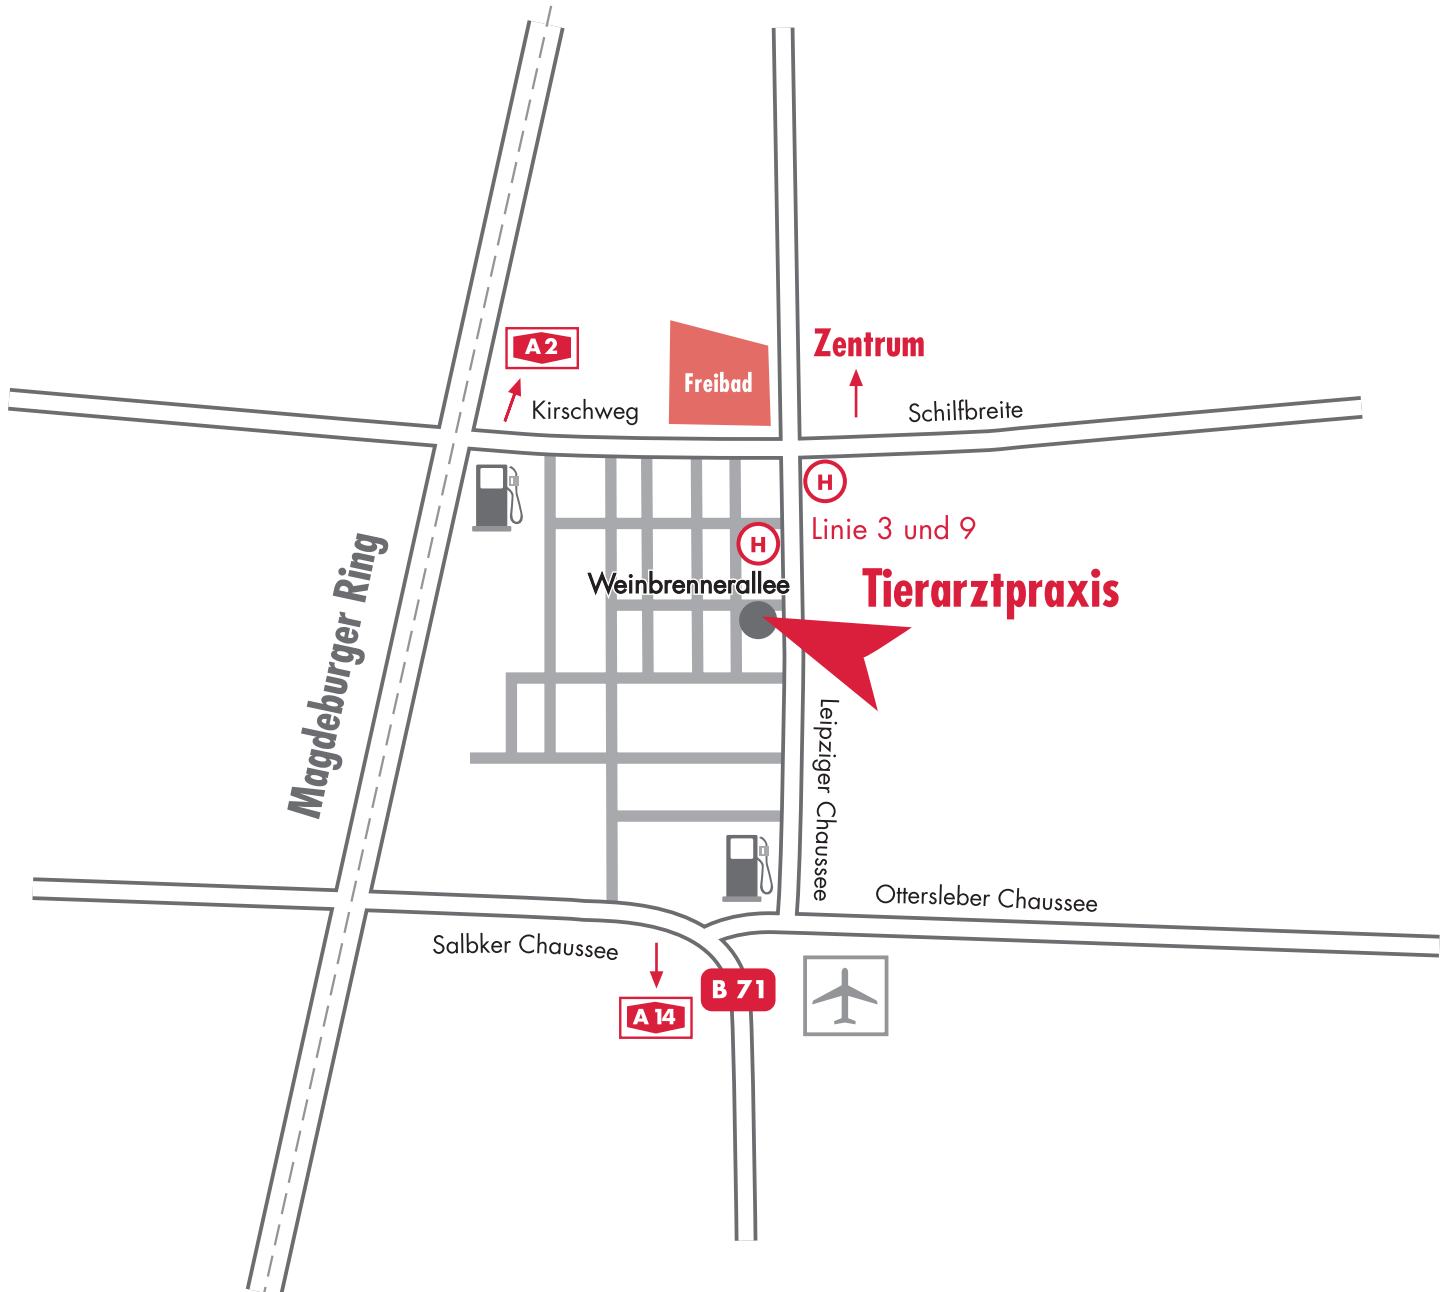 A 2
Zentrum
Freibad
Kirschweg
Schilfbreite
H
Linie 3 und 9
H
Weinbrennerallee
Tierarztpraxis
Magdeburger Ring
Leipziger Chaussee
Ottersleber Chaussee
Salbker Chaussee
B 71
A 14